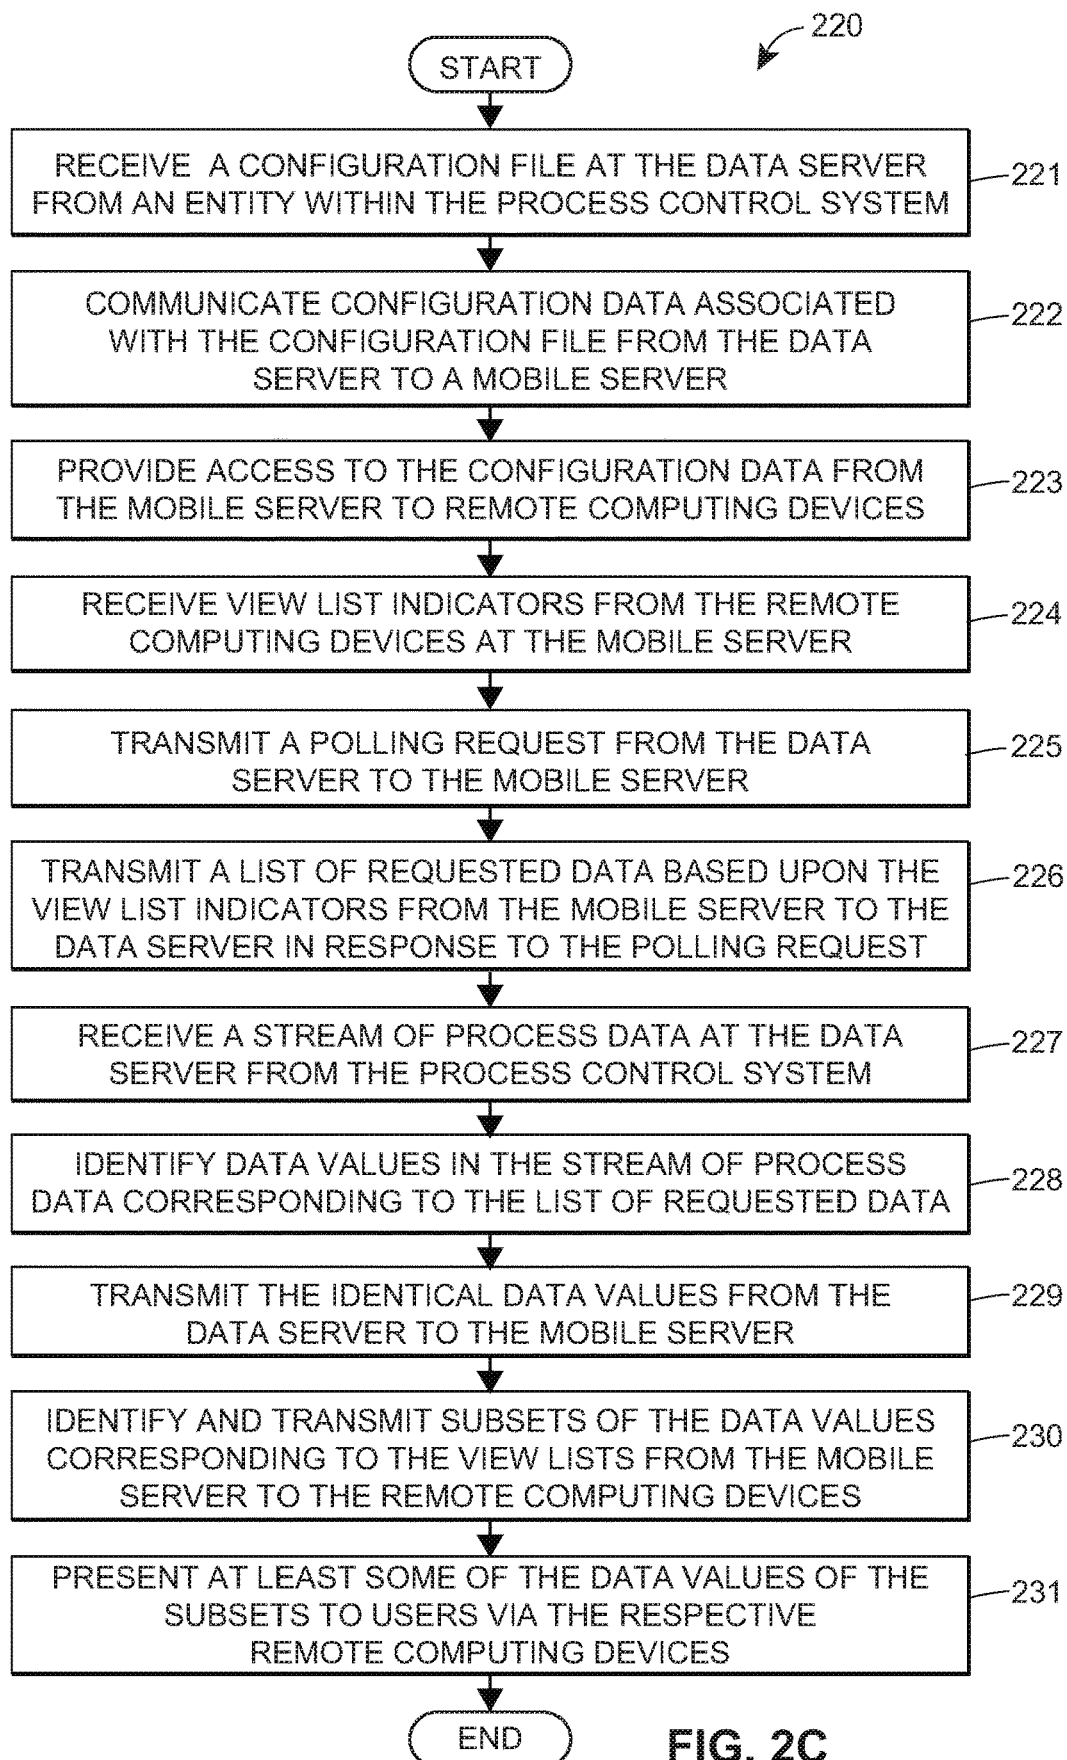 220
START
RECEIVE A CONFIGURATION FILE AT THE DATA SERVER
FROM AN ENTITY WITHIN THE PROCESS CONTROL SYSTEM
221
COMMUNICATE CONFIGURATION DATA ASSOCIATED
WITH THE CONFIGURATION FILE FROM THE DATA
SERVER TO A MOBILE SERVER
222
PROVIDE ACCESS TO THE CONFIGURATION DATA FROM
THE MOBILE SERVER TO REMOTE COMPUTING DEVICES
223
RECEIVE VIEW LIST INDICATORS FROM THE REMOTE
COMPUTING DEVICES AT THE MOBILE SERVER
224
TRANSMIT A POLLING REQUEST FROM THE DATA
SERVER TO THE MOBILE SERVER
225
TRANSMIT A LIST OF REQUESTED DATA BASED UPON THE
VIEW LIST INDICATORS FROM THE MOBILE SERVER TO THE
DATA SERVER IN RESPONSE TO THE POLLING REQUEST
226
RECEIVE A STREAM OF PROCESS DATA AT THE DATA
SERVER FROM THE PROCESS CONTROL SYSTEM
227
IDENTIFY DATA VALUES IN THE STREAM OF PROCESS
DATA CORRESPONDING TO THE LIST OF REQUESTED DATA
228
TRANSMIT THE IDENTICAL DATA VALUES FROM THE
DATA SERVER TO THE MOBILE SERVER
229
IDENTIFY AND TRANSMIT SUBSETS OF THE DATA VALUES
CORRESPONDING TO THE VIEW LISTS FROM THE MOBILE
SERVER TO THE REMOTE COMPUTING DEVICES
230
PRESENT AT LEAST SOME OF THE DATA VALUES OF THE
SUBSETS TO USERS VIA THE RESPECTIVE
REMOTE COMPUTING DEVICES
231
END
FIG. 2C